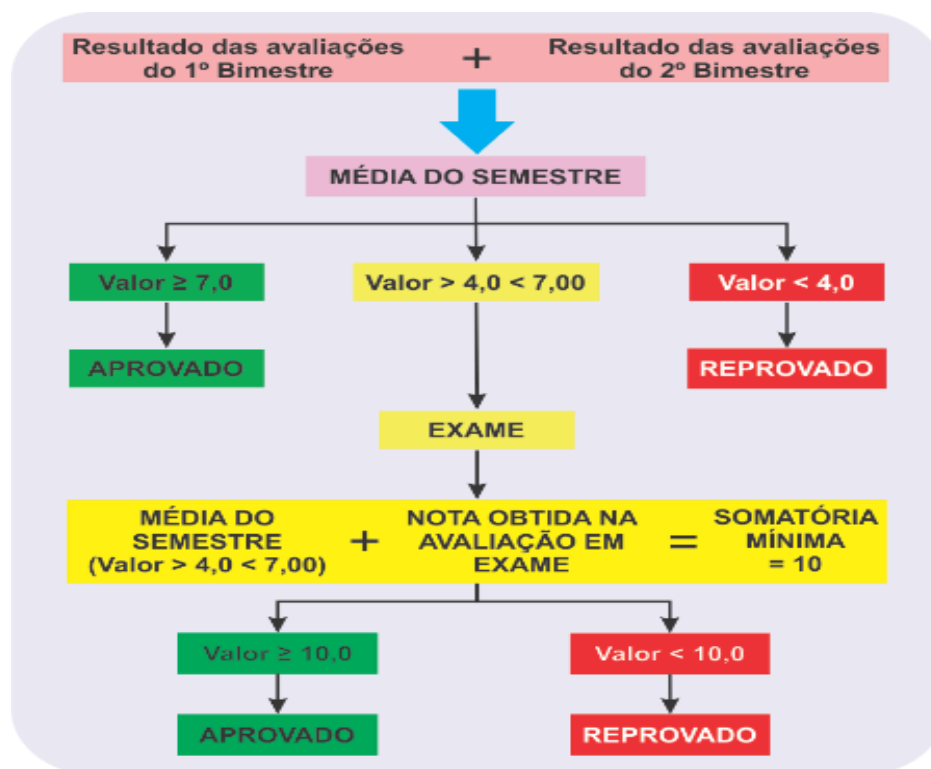 Resultado das avaliações
do 1º Bimestre
+
Resultado das avaliações
do 2º Bimestre
MÉDIA DO SEMESTRE
Valor ≥ 7,0
Valor > 4,0 < 7,00
Valor < 4,0
APROVADO
REPROVADO
EXAME
MÉDIA DO
SEMESTRE
(Valor > 4,0 < 7,00)
+
NOTA OBTIDA NA
AVALIAÇÃO EM
EXAME
=
SOMATÓRIA
MÍNIMA
= 10
Valor ≥ 10,0
Valor < 10,0
APROVADO
REPROVADO